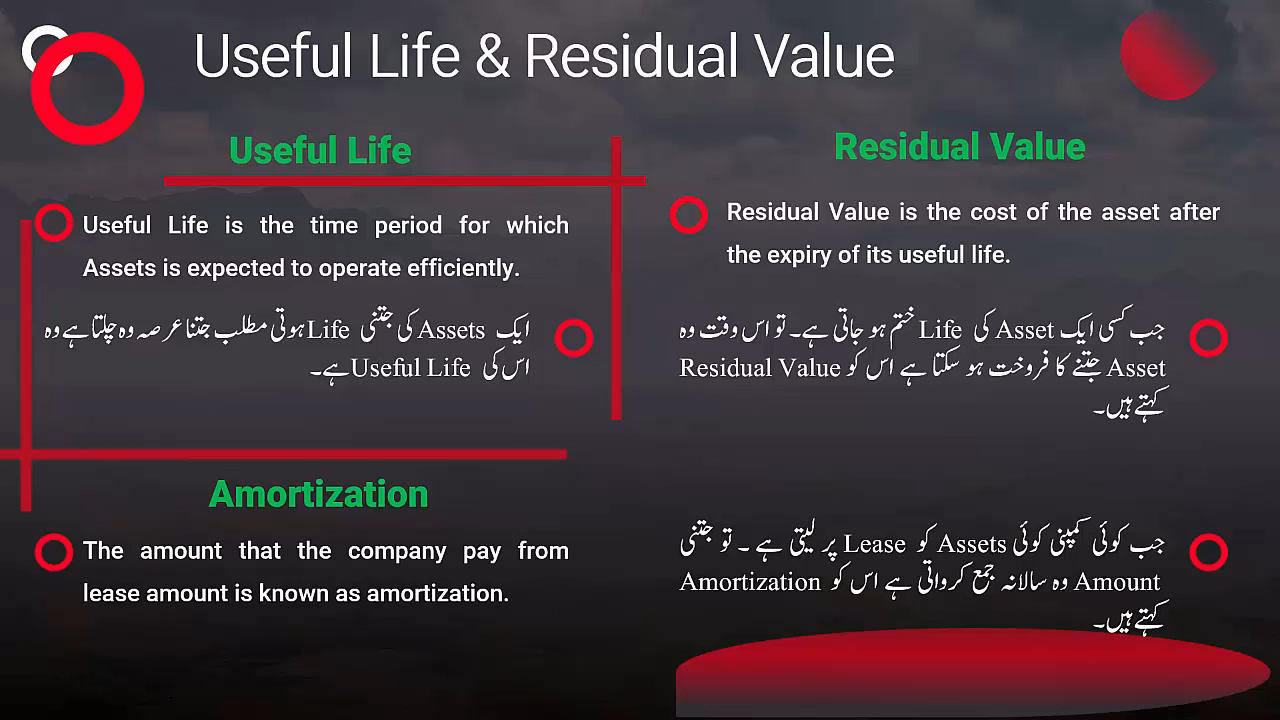 Useful Life & Residual Value
Useful Life
Useful Life is the time period for which
Assets is expected to operate efficiently.
ایک Assets کی جتنی Life ہوتی مطلب جتنا عرصہ وہ چلتا ہے وہ
اس کی Useful Life ہے۔
Residual Value
Residual Value is the cost of the asset after
the expiry of its useful life.
جب کسی ایک Asset کی Life ختم ہو جاتی ہے۔ تو اس وقت وہ
Asset جتنے کا فروخت ہو سکتا ہے اس کو Residual Value
کہتے ہیں۔
Amortization
The amount that the company pay from
lease amount is known as amortization.
جب کوئی کمپنی کوئی Assets کو Lease پر لیتی ہے ۔ تو جتنی
Amount وہ سالانہ جمع کرواتی ہے اس کو Amortization
کہتے ہیں۔